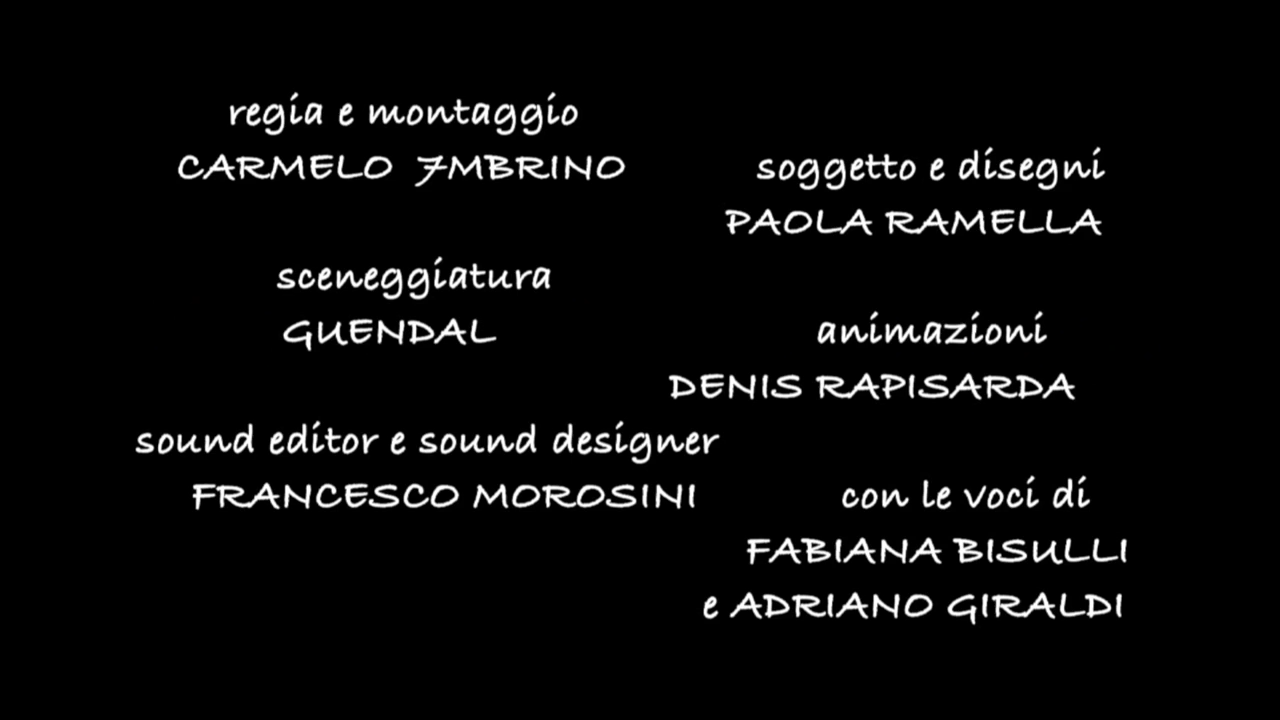 regia e montaggio
CARMELO 7MBRINO
soggetto e disegni
PAOLA RAMELLA
sceneggiatura
GUENDAL
animazioni
DENIS RAPISARDA
sound editor e sound designer
FRANCESCO MOROSINI
con le voci di
FABIANA BISULLI
e ADRIANO GIRALDI